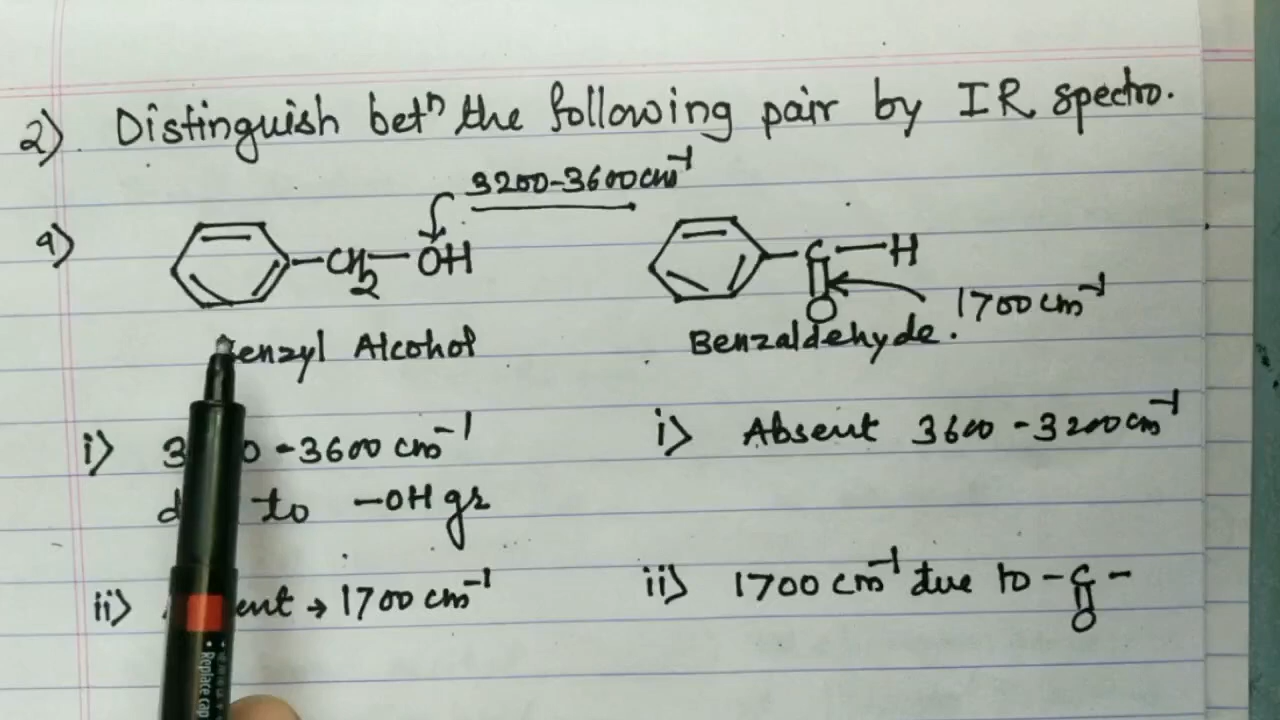 2) Distinguish betⁿ the following pair by IR spectro.
3200-3600 cm⁻¹
a) CH₂-OH C-H
O 1700 cm⁻¹
Benzyl Alcohol Benzaldehyde.
i) -3600 cm⁻¹ i) Absent 3600-3200 cm⁻¹
to -OH gr
ii) → 1700 cm⁻¹ ii) 1700 cm⁻¹ due to -C-
O
Replace cap